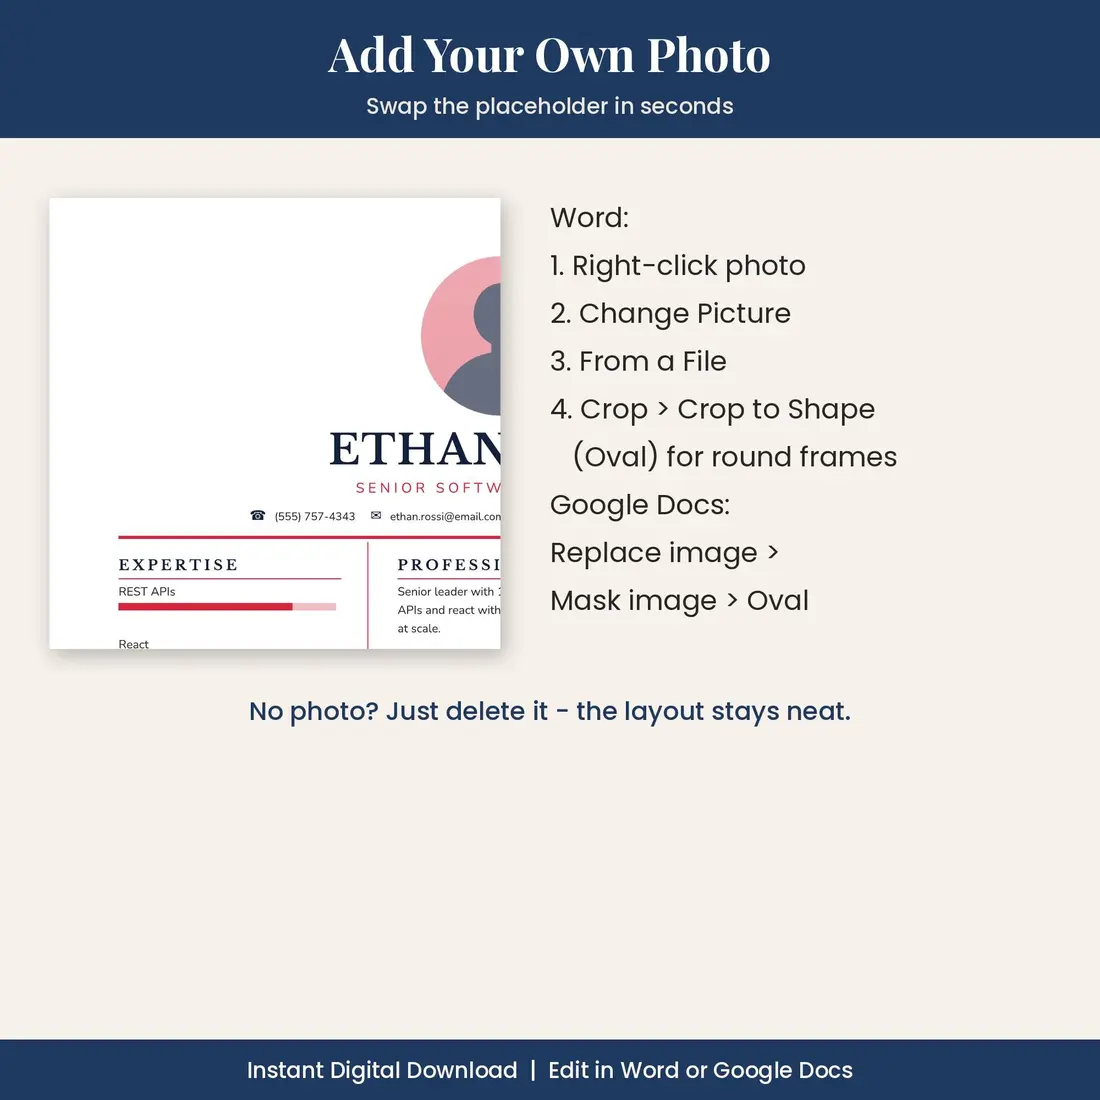 Add Your Own Photo
Swap the placeholder in seconds
ETHAN
SENIOR SOFTW
☎ (555) 757-4343 ✉ ethan.rossi@email.com
EXPERTISE
REST APIs
React
PROFESSI
Senior leader with
APIs and react with
at scale.
Word:
1. Right-click photo
2. Change Picture
3. From a File
4. Crop > Crop to Shape
(Oval) for round frames
Google Docs:
Replace image >
Mask image > Oval
No photo? Just delete it - the layout stays neat.
Instant Digital Download | Edit in Word or Google Docs